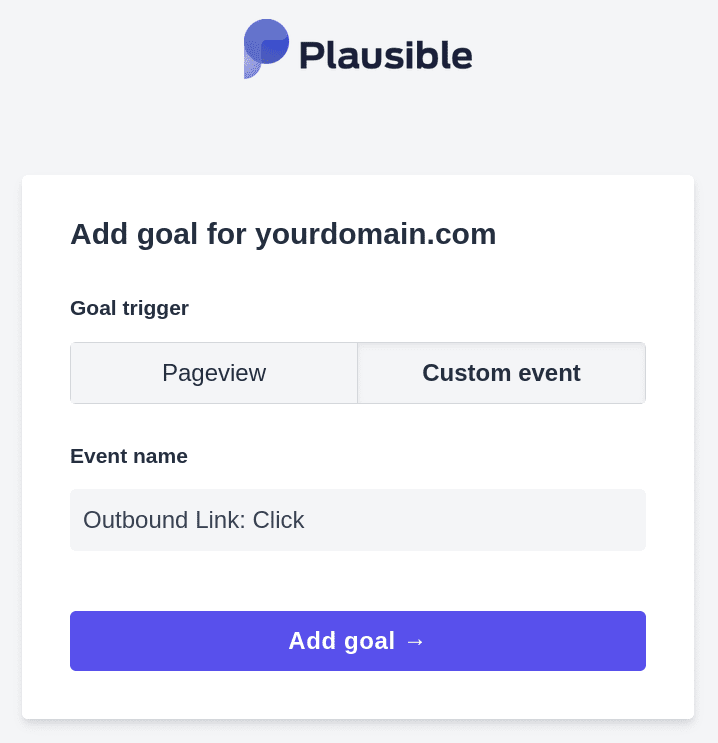 Plausible
Add goal for yourdomain.com
Goal trigger
Pageview Custom event
Event name
Outbound Link: Click
Add goal →